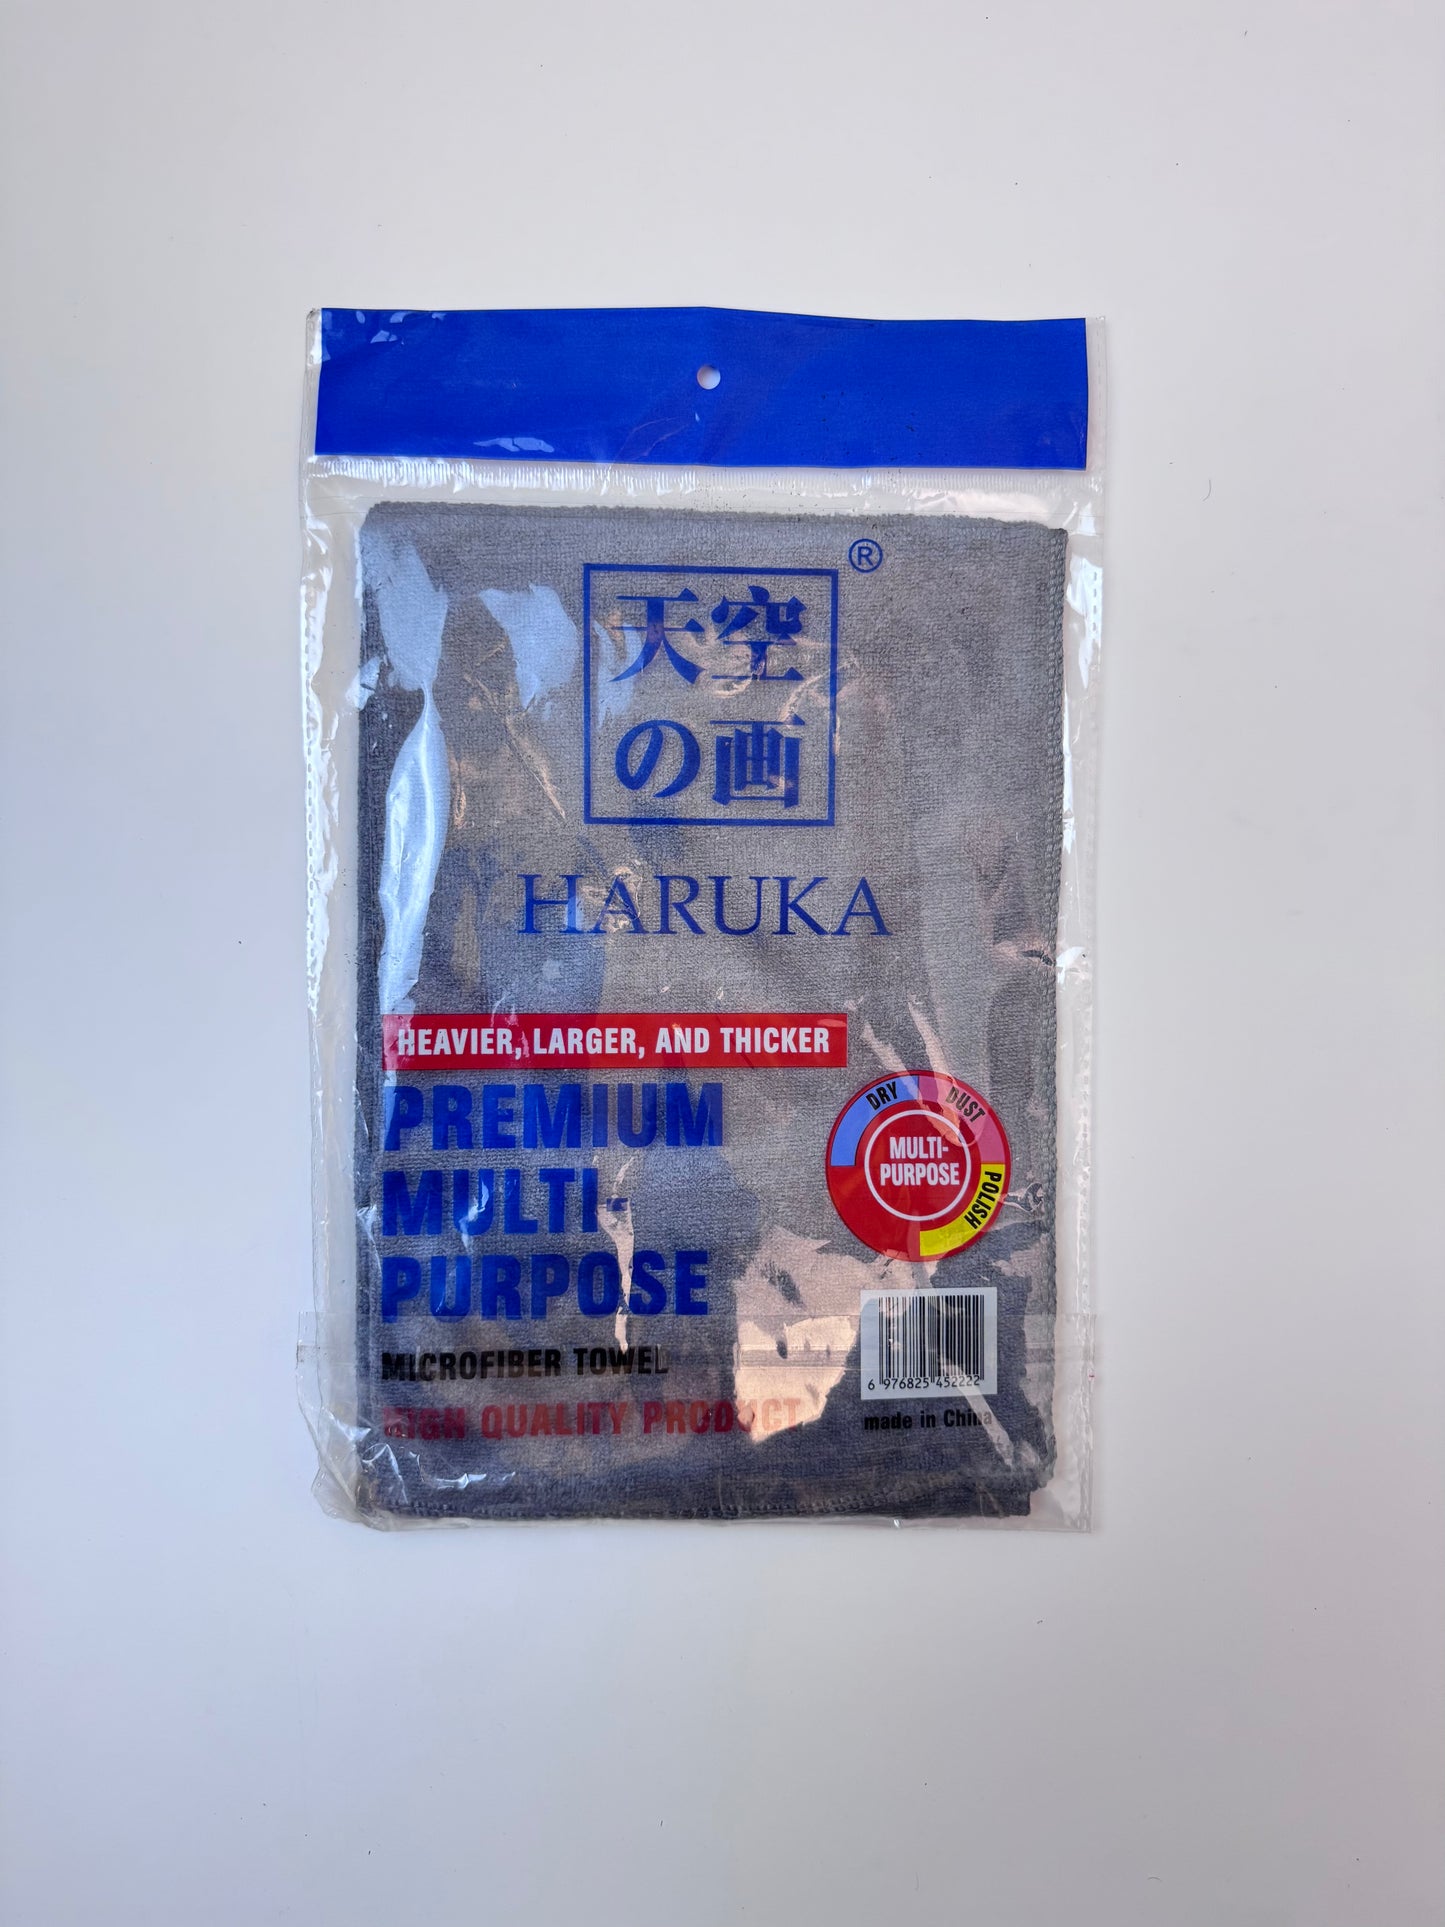 ®
天空
の画
HARUKA
HEAVIER, LARGER, AND THICKER
PREMIUM
MULTI-
PURPOSE
MICROFIBER TOWEL
HIGH QUALITY PRODUCT
DRY
DUST
POLISH
MULTI-
PURPOSE
6 976825 452222
made in China